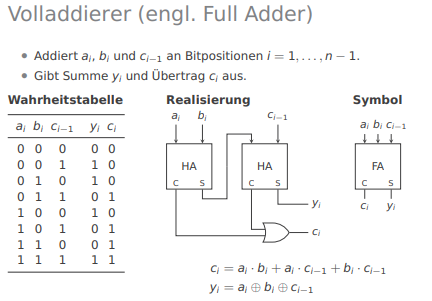 Volladdierer (engl. Full Adder)
• Addiert aᵢ, bᵢ und cᵢ₋₁ an Bitpositionen i = 1, . . . , n − 1.
• Gibt Summe yᵢ und Übertrag cᵢ aus.
Wahrheitstabelle
aᵢ bᵢ cᵢ₋₁ yᵢ cᵢ
0 0 0 0 0
0 0 1 1 0
0 1 0 1 0
0 1 1 0 1
1 0 0 1 0
1 0 1 0 1
1 1 0 0 1
1 1 1 1 1
Realisierung
aᵢ bᵢ cᵢ₋₁
HA HA
C S C S
yᵢ
cᵢ
Symbol
aᵢ bᵢ cᵢ₋₁
FA
C S
cᵢ yᵢ
cᵢ = aᵢ · bᵢ + aᵢ · cᵢ₋₁ + bᵢ · cᵢ₋₁
yᵢ = aᵢ ⊕ bᵢ ⊕ cᵢ₋₁